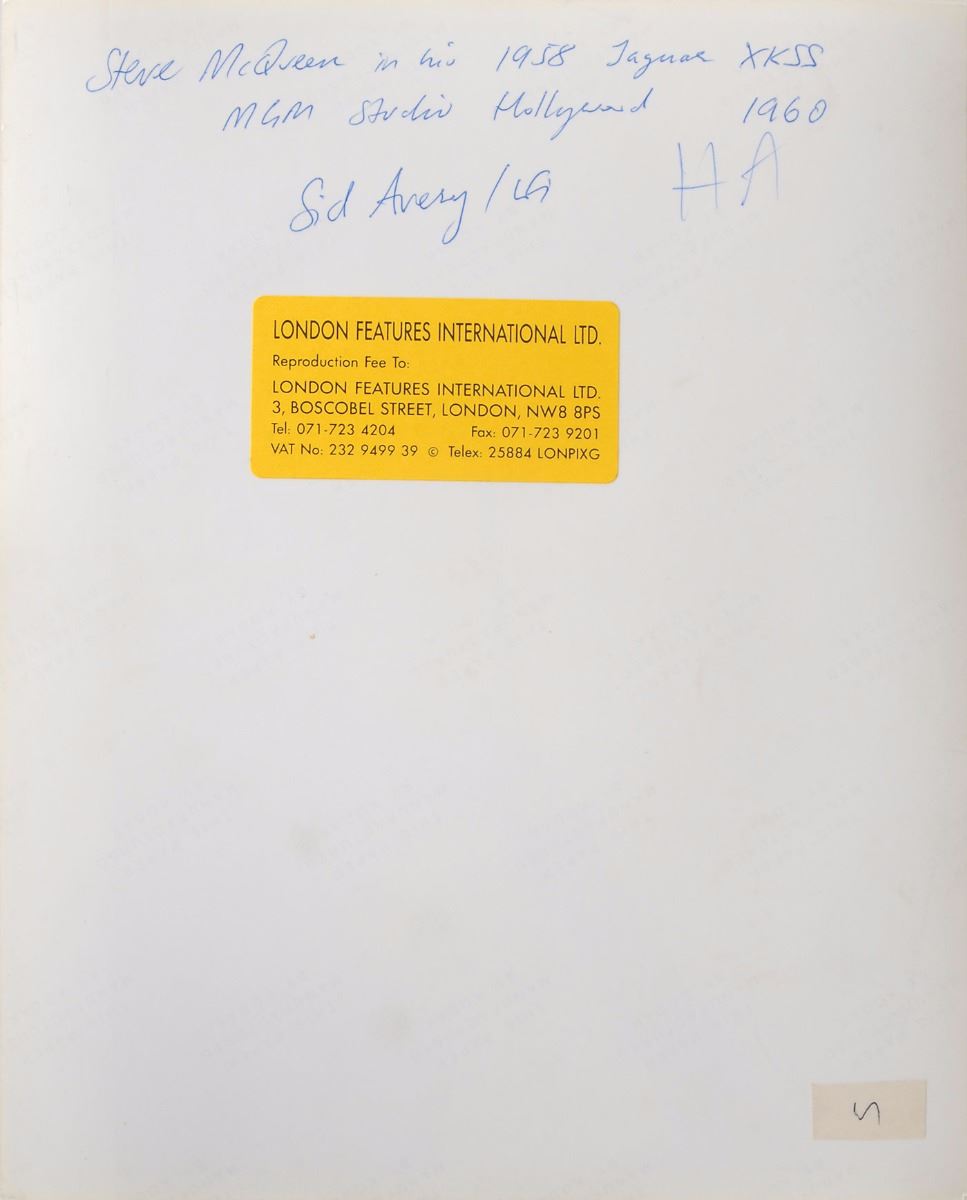 Steve McQueen in his 1958 Jaguar XKSS
MGM Studio Hollywood 1960
Sid Avery /
HA
LONDON FEATURES INTERNATIONAL LTD.
Reproduction Fee To:
LONDON FEATURES INTERNATIONAL LTD.
3, BOSCOBEL STREET, LONDON, NW8 8PS
Tel: 071-723 4204 Fax: 071-723 9201
VAT No: 232 9499 39 © Telex: 25884 LONPIXG